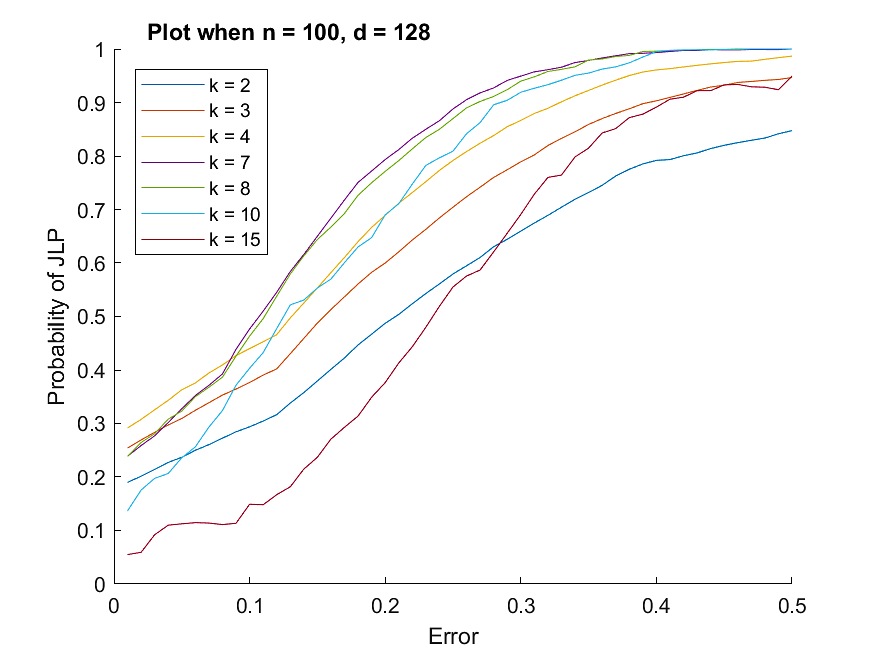 Plot when n = 100, d = 128
1
0.9
0.8
0.7
0.6
0.5
0.4
0.3
0.2
0.1
0
k = 2
k = 3
k = 4
k = 7
k = 8
k = 10
k = 15
Probability of JLP
0
0.1
0.2
0.3
0.4
0.5
Error